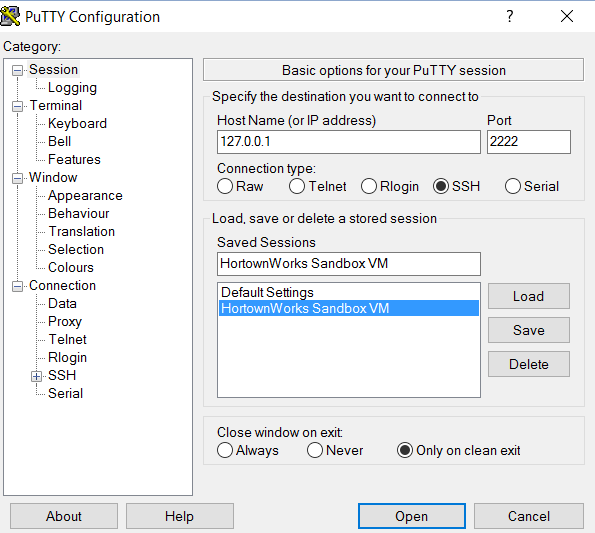 PuTTY Configuration
Category:
Session
Logging
Terminal
Keyboard
Bell
Features
Window
Appearance
Behaviour
Translation
Selection
Colours
Connection
Data
Proxy
Telnet
Rlogin
SSH
Serial
Basic options for your PuTTY session
Specify the destination you want to connect to
Host Name (or IP address) Port
127.0.0.1 2222
Connection type:
Raw Telnet Rlogin SSH Serial
Load, save or delete a stored session
Saved Sessions
HortownWorks Sandbox VM
Default Settings
HortownWorks Sandbox VM
Load
Save
Delete
Close window on exit:
Always Never Only on clean exit
About Help Open Cancel